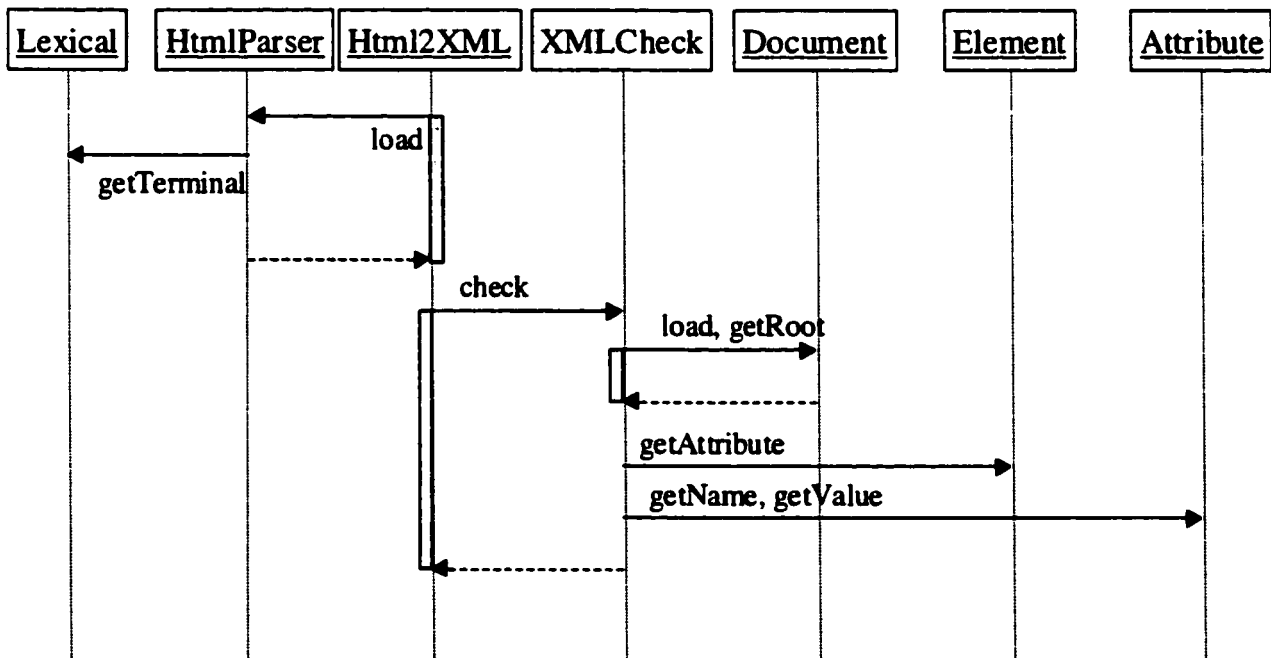 Lexical
HtmlParser
Html2XML
XMLCheck
Document
Element
Attribute
load
getTerminal
check
load, getRoot
getAttribute
getName, getValue